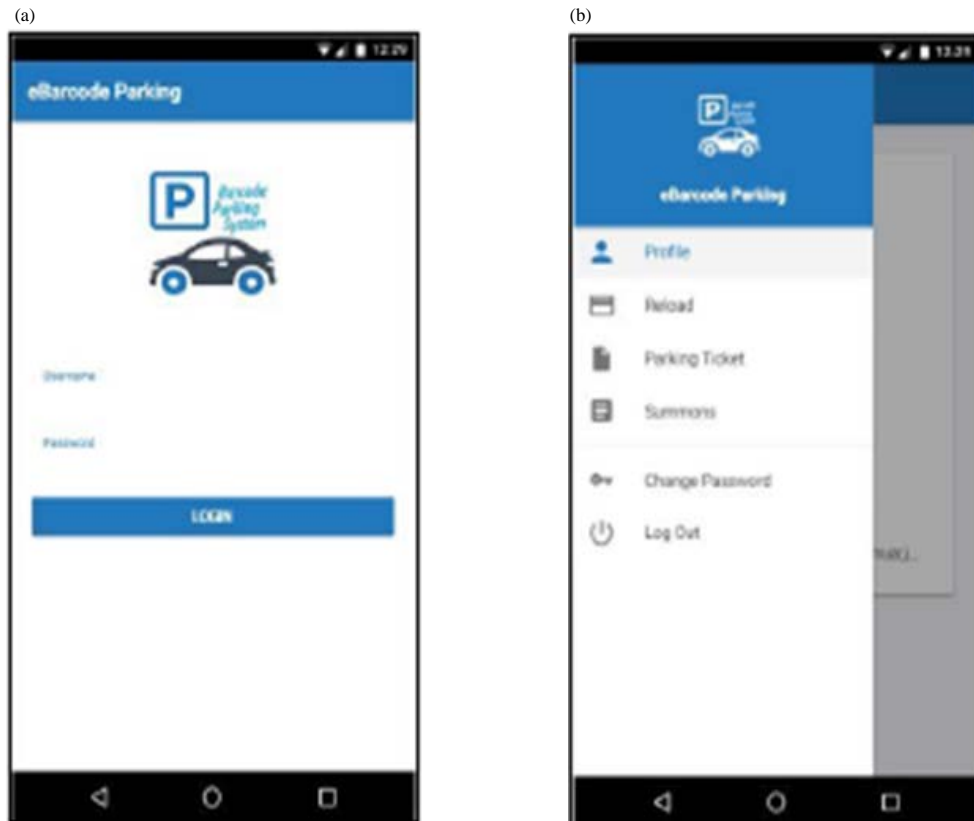 (a)
12:29
eBarcode Parking
P
Barcode
Parking
System
Username
Password
LOGIN
(b)
P
eBarcode Parking
Profile
Reload
Parking Ticket
Summons
Change Password
Log Out